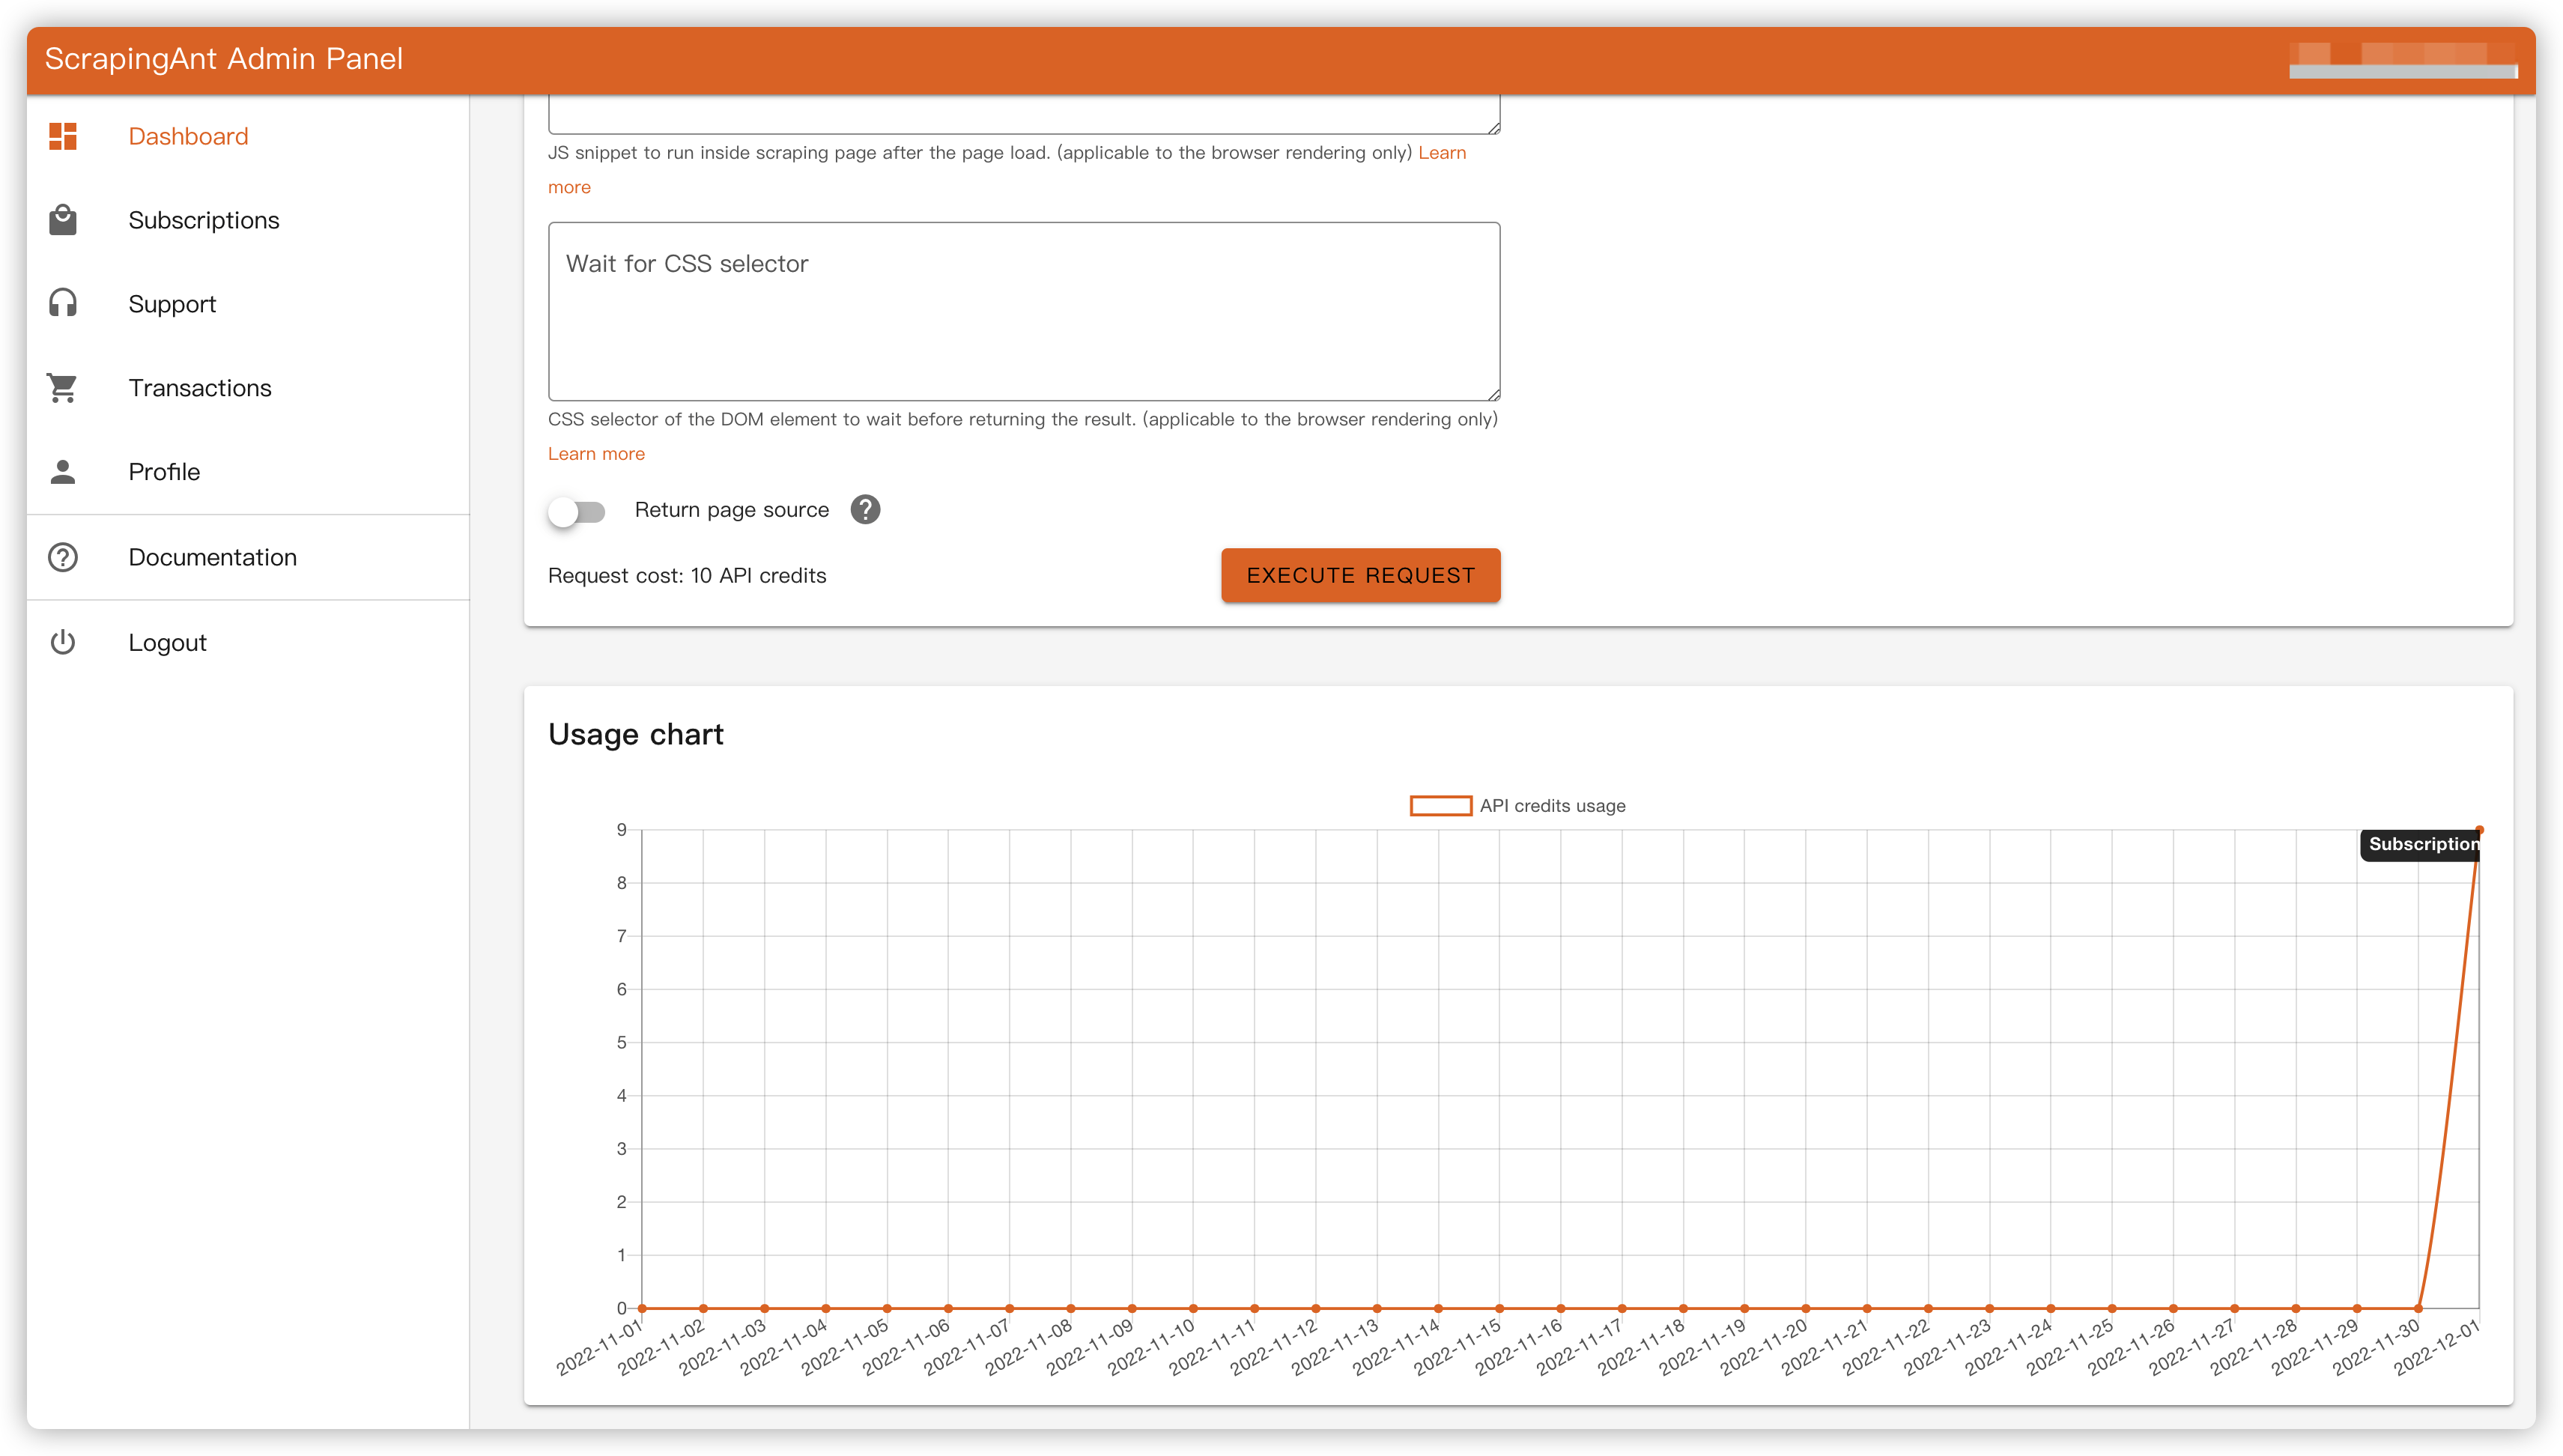 ScrapingAnt Admin Panel
Dashboard
Subscriptions
Support
Transactions
Profile
Documentation
Logout
JS snippet to run inside scraping page after the page load. (applicable to the browser rendering only) Learn
more
Wait for CSS selector
CSS selector of the DOM element to wait before returning the result. (applicable to the browser rendering only)
Learn more
Return page source
Request cost: 10 API credits
EXECUTE REQUEST
Usage chart
API credits usage
Subscription
9
8
7
6
5
4
3
2
1
0
2022-11-01
2022-11-02
2022-11-03
2022-11-04
2022-11-05
2022-11-06
2022-11-07
2022-11-08
2022-11-09
2022-11-10
2022-11-11
2022-11-12
2022-11-13
2022-11-14
2022-11-15
2022-11-16
2022-11-17
2022-11-18
2022-11-19
2022-11-20
2022-11-21
2022-11-22
2022-11-23
2022-11-24
2022-11-25
2022-11-26
2022-11-27
2022-11-28
2022-11-29
2022-11-30
2022-12-01